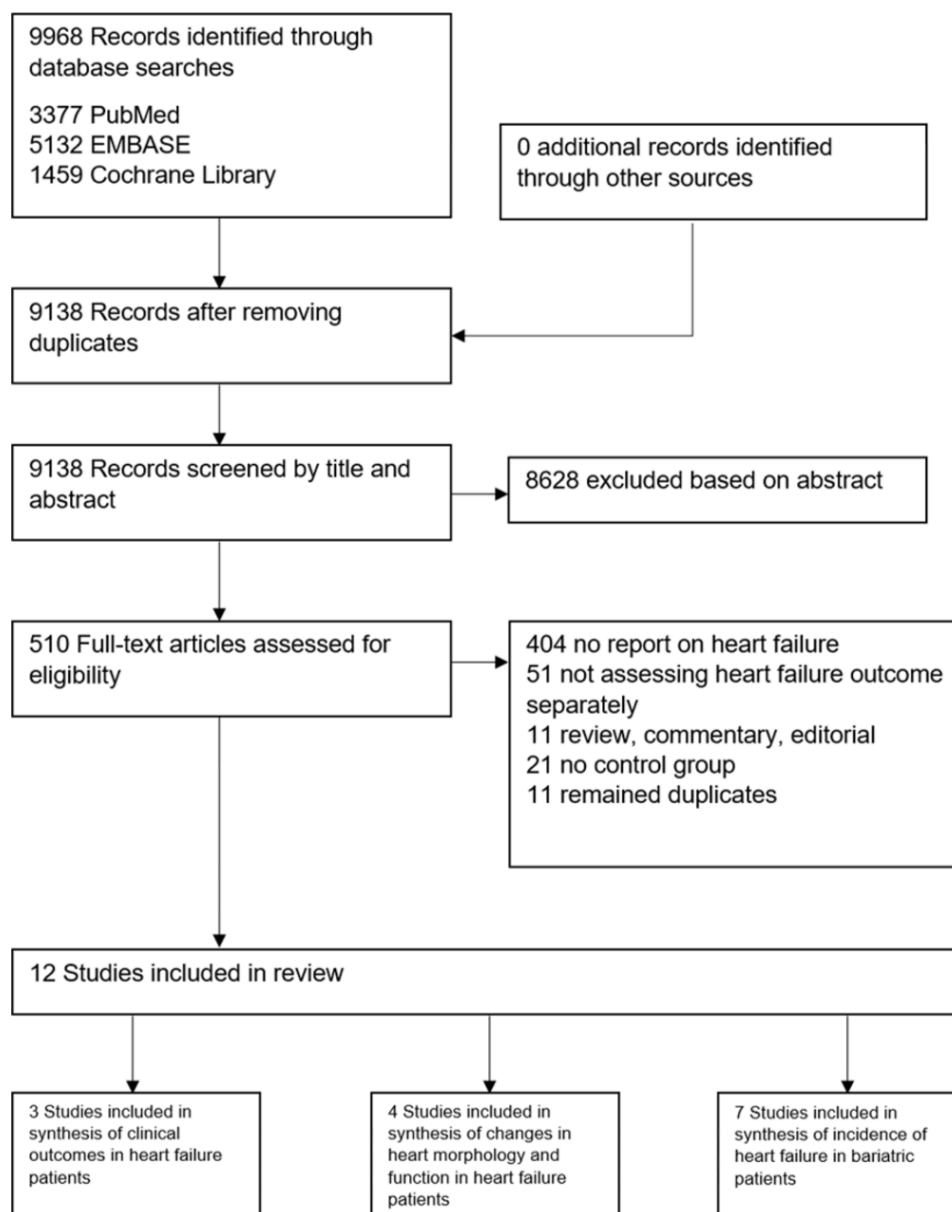 9968 Records identified through
database searches
3377 PubMed
5132 EMBASE
1459 Cochrane Library
0 additional records identified
through other sources
9138 Records after removing
duplicates
9138 Records screened by title and
abstract
8628 excluded based on abstract
510 Full-text articles assessed for
eligibility
404 no report on heart failure
51 not assessing heart failure outcome
separately
11 review, commentary, editorial
21 no control group
11 remained duplicates
12 Studies included in review
3 Studies included in
synthesis of clinical
outcomes in heart failure
patients
4 Studies included in
synthesis of changes in
heart morphology and
function in heart failure
patients
7 Studies included in
synthesis of incidence of
heart failure in bariatric
patients